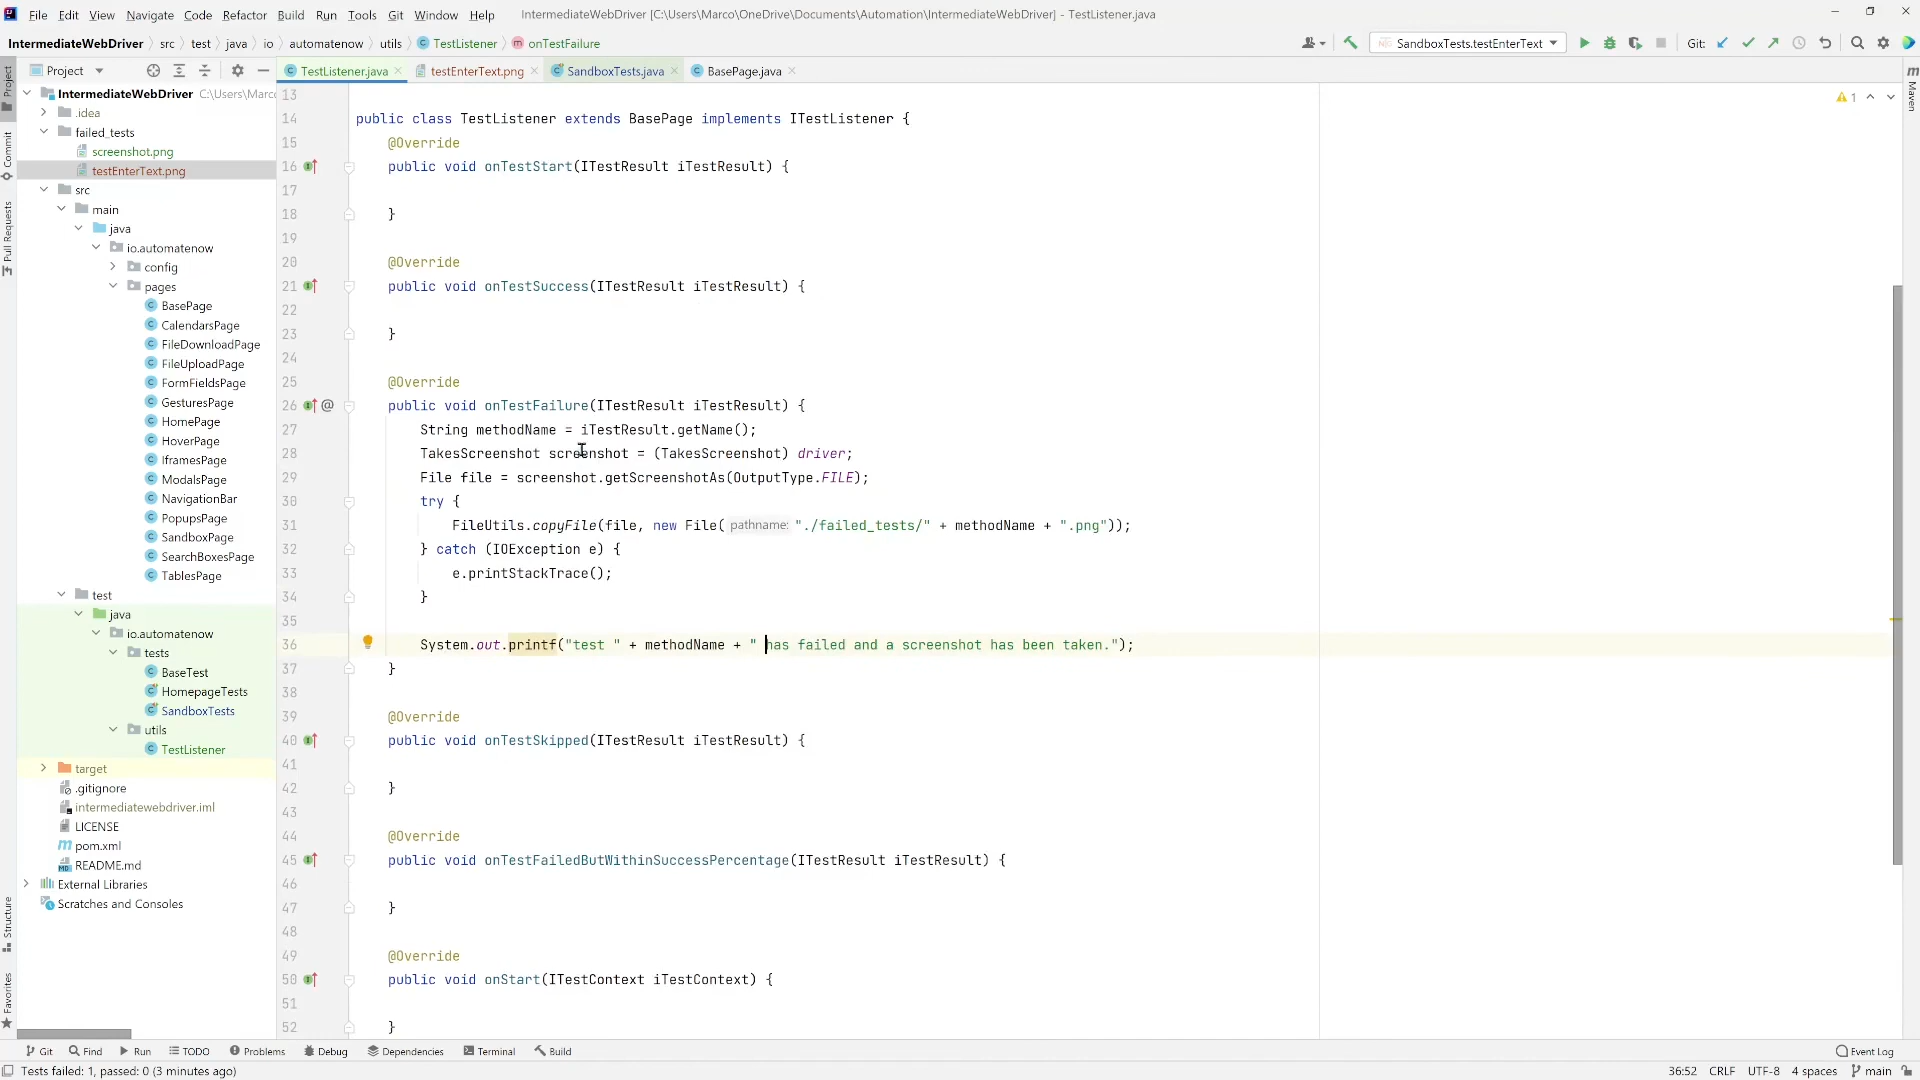 File Edit View Navigate Code Refactor Build Run Tools Git Window Help IntermediateWebDriver [C:\Users\Marco\OneDrive\Documents\Automation\IntermediateWebDriver] - TestListener.java
IntermediateWebDriver src test java io automatenow utils TestListener onTestFailure SandboxTests.testEnterText Git:
Project TestListener.java testEnterText.png SandboxTests.java BasePage.java
IntermediateWebDriver C:\Users\Marco
.idea
failed_tests
screenshot.png
testEnterText.png
src
main
java
io.automatenow
config
pages
BasePage
CalendarsPage
FileDownloadPage
FileUploadPage
FormFieldsPage
GesturesPage
HomePage
HoverPage
IframesPage
ModalsPage
NavigationBar
PopupsPage
SandboxPage
SearchBoxesPage
TablesPage
test
java
io.automatenow
tests
BaseTest
HomepageTests
SandboxTests
utils
TestListener
target
.gitignore
intermediatewebdriver.iml
LICENSE
pom.xml
README.md
External Libraries
Scratches and Consoles
Project
Commit
Pull Requests
Structure
Favorites
13
14 public class TestListener extends BasePage implements ITestListener {
15 @Override
16 public void onTestStart(ITestResult iTestResult) {
17
18 }
19
20 @Override
21 public void onTestSuccess(ITestResult iTestResult) {
22
23 }
24
25 @Override
26 @ public void onTestFailure(ITestResult iTestResult) {
27 String methodName = iTestResult.getName();
28 TakesScreenshot screenshot = (TakesScreenshot) driver;
29 File file = screenshot.getScreenshotAs(OutputType.FILE);
30 try {
31 FileUtils.copyFile(file, new File( pathname: "./failed_tests/" + methodName + ".png"));
32 } catch (IOException e) {
33 e.printStackTrace();
34 }
35
36 System.out.printf("test " + methodName + " has failed and a screenshot has been taken.");
37 }
38
39 @Override
40 public void onTestSkipped(ITestResult iTestResult) {
41
42 }
43
44 @Override
45 public void onTestFailedButWithinSuccessPercentage(ITestResult iTestResult) {
46
47 }
48
49 @Override
50 public void onStart(ITestContext iTestContext) {
51
52 }
1
Maven
Git Find Run TODO Problems Debug Dependencies Terminal Build Event Log
Tests failed: 1, passed: 0 (3 minutes ago) 36:52 CRLF UTF-8 4 spaces main